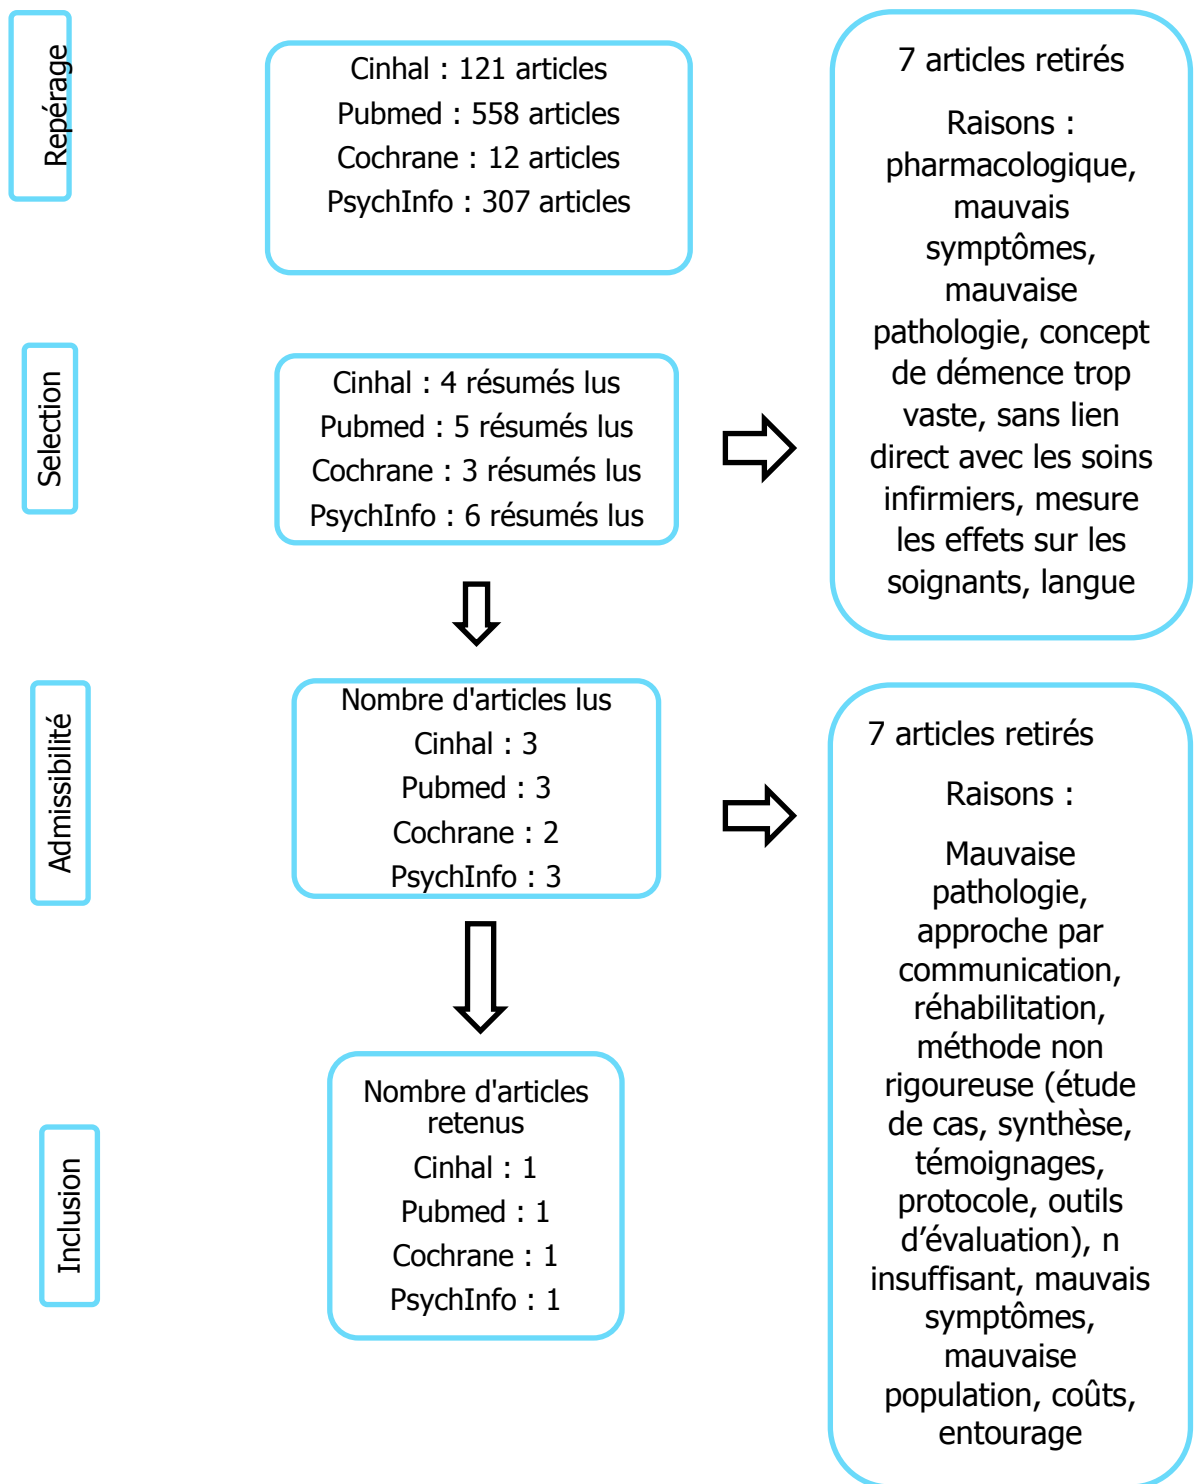 Repérage
Cinhal : 121 articles
Pubmed : 558 articles
Cochrane : 12 articles
PsychInfo : 307 articles
7 articles retirés
Raisons :
pharmacologique,
mauvais
symptômes,
mauvaise
pathologie, concept
de démence trop
vaste, sans lien
direct avec les soins
infirmiers, mesure
les effets sur les
soignants, langue
Selection
Cinhal : 4 résumés lus
Pubmed : 5 résumés lus
Cochrane : 3 résumés lus
PsychInfo : 6 résumés lus
Admissibilité
Nombre d'articles lus
Cinhal : 3
Pubmed : 3
Cochrane : 2
PsychInfo : 3
7 articles retirés
Raisons :
Mauvaise
pathologie,
approche par
communication,
réhabilitation,
méthode non
rigoureuse (étude
de cas, synthèse,
témoignages,
protocole, outils
d’évaluation), n
insuffisant, mauvais
symptômes,
mauvaise
population, coûts,
entourage
Inclusion
Nombre d'articles
retenus
Cinhal : 1
Pubmed : 1
Cochrane : 1
PsychInfo : 1